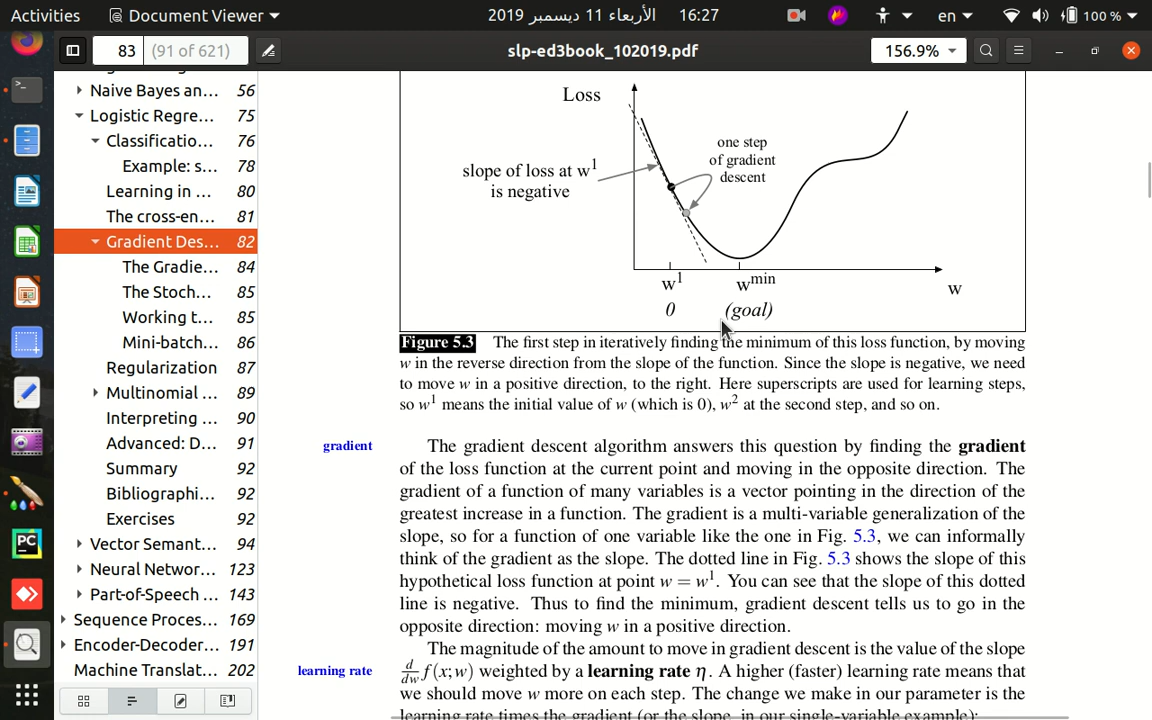 Activities
Document Viewer
الأربعاء 11 ديسمبر 2019
16:27
en
100 %
83
(91 of 621)
slp-ed3book_102019.pdf
156.9%
Naive Bayes an... 56
Logistic Regre... 75
Classificatio... 76
Example: s... 78
Learning in ... 80
The cross-en... 81
Gradient Des... 82
The Gradie... 84
The Stoch... 85
Working t... 85
Mini-batch... 86
Regularization 87
Multinomial ... 89
Interpreting ... 90
Advanced: D... 91
Summary 92
Bibliographi... 92
Exercises 92
Vector Semant... 94
Neural Networ... 123
Part-of-Speech ... 143
Sequence Proces... 169
Encoder-Decoder... 191
Machine Translat... 202
Loss
one step
of gradient
descent
slope of loss at w¹
is negative
w¹
wᵐⁱⁿ
w
0
(goal)
Figure 5.3 The first step in iteratively finding the minimum of this loss function, by moving
w in the reverse direction from the slope of the function. Since the slope is negative, we need
to move w in a positive direction, to the right. Here superscripts are used for learning steps,
so w¹ means the initial value of w (which is 0), w² at the second step, and so on.
gradient
The gradient descent algorithm answers this question by finding the gradient
of the loss function at the current point and moving in the opposite direction. The
gradient of a function of many variables is a vector pointing in the direction of the
greatest increase in a function. The gradient is a multi-variable generalization of the
slope, so for a function of one variable like the one in Fig. 5.3, we can informally
think of the gradient as the slope. The dotted line in Fig. 5.3 shows the slope of this
hypothetical loss function at point w = w¹. You can see that the slope of this dotted
line is negative. Thus to find the minimum, gradient descent tells us to go in the
opposite direction: moving w in a positive direction.
The magnitude of the amount to move in gradient descent is the value of the slope
learning rate
d/dw f(x;w) weighted by a learning rate η. A higher (faster) learning rate means that
we should move w more on each step. The change we make in our parameter is the
learning rate times the gradient (or the slope, in our single-variable example):
PC